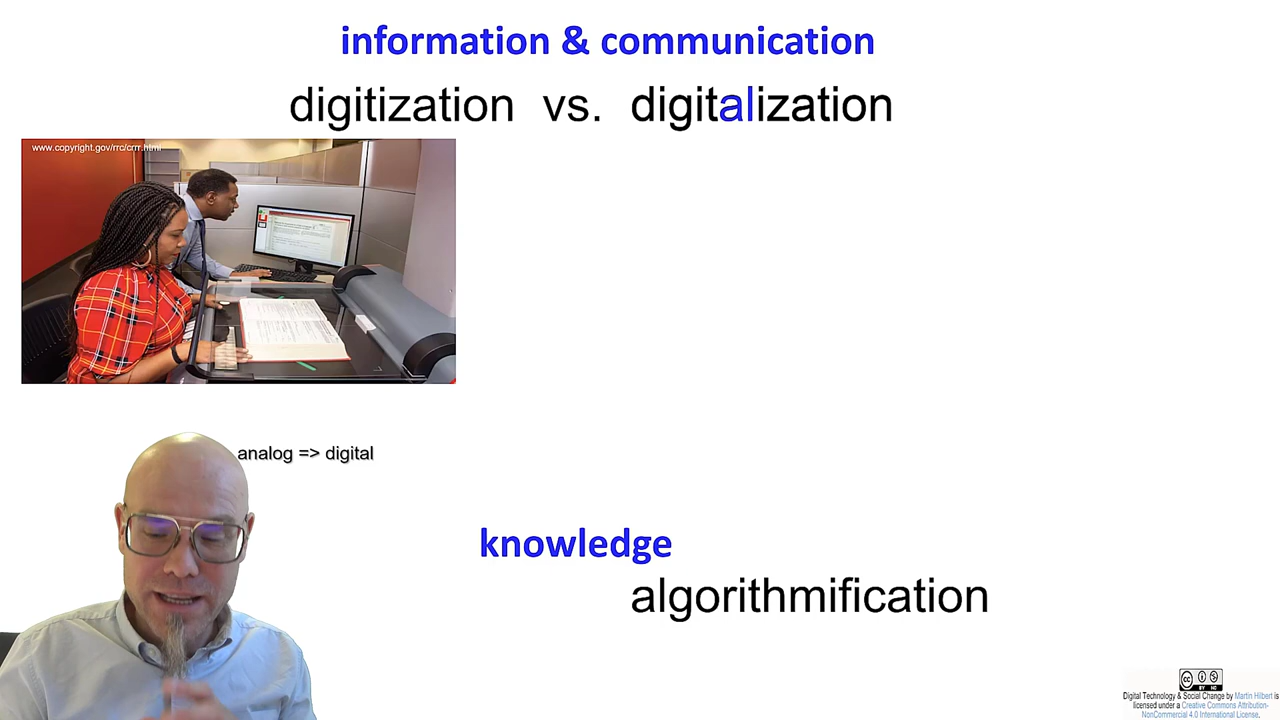 information & communication
digitization vs. digitalization
www.copyright.gov/rrc/crrr.html
analog => digital
knowledge
algorithmification
Digital Technology & Social Change by Martin Hilbert is
licensed under a Creative Commons Attribution-
NonCommercial 4.0 International License.